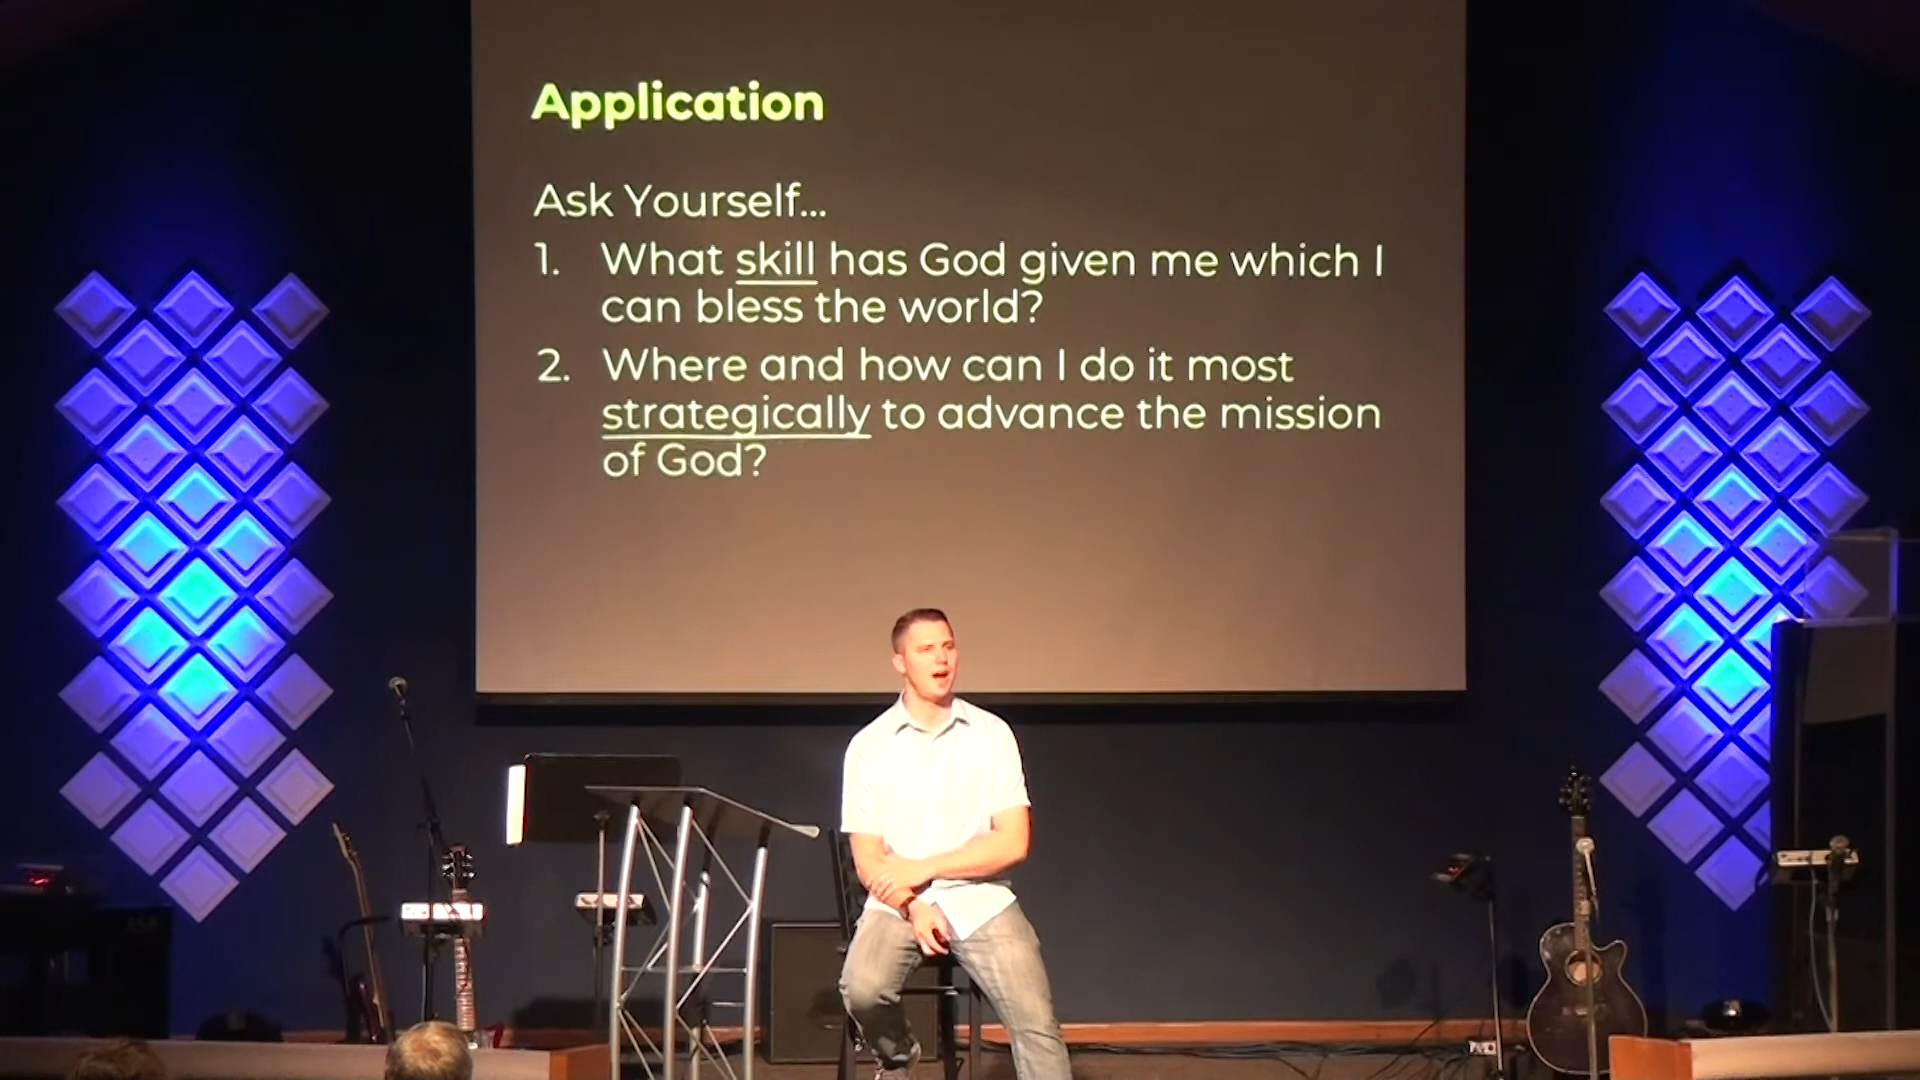 Application
Ask Yourself...
1. What skill has God given me which I
can bless the world?
2. Where and how can I do it most
strategically to advance the mission
of God?